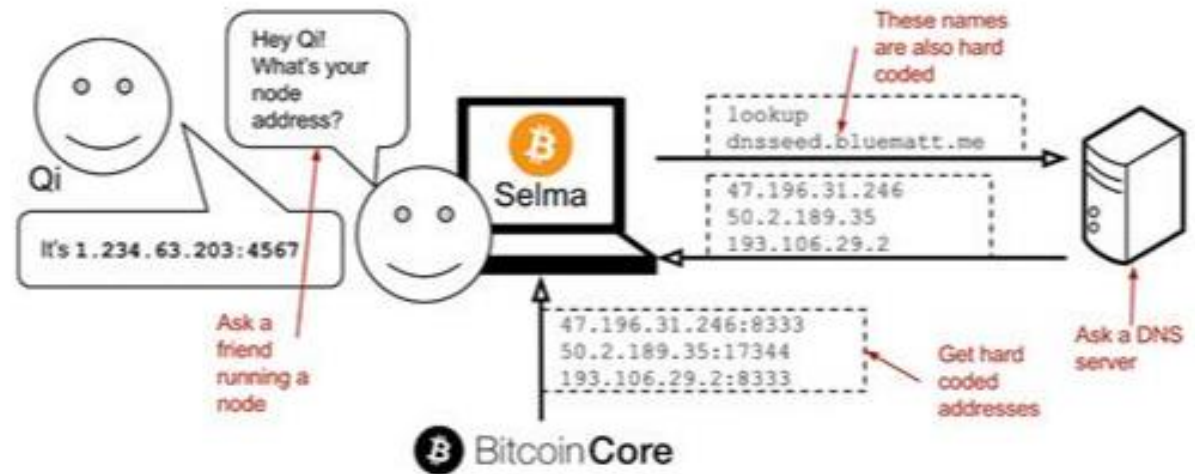 Hey Qi!
What's your
node
address?
Qi
It's 1.234.63.203:4567
Ask a
friend
running a
node
Selma
These names
are also hard
coded
lookup
dnsseed.bluematt.me
47.196.31.246
50.2.189.35
193.106.29.2
Ask a DNS
server
47.196.31.246:8333
50.2.189.35:17344
193.106.29.2:8333
Get hard
coded
addresses
BitcoinCore